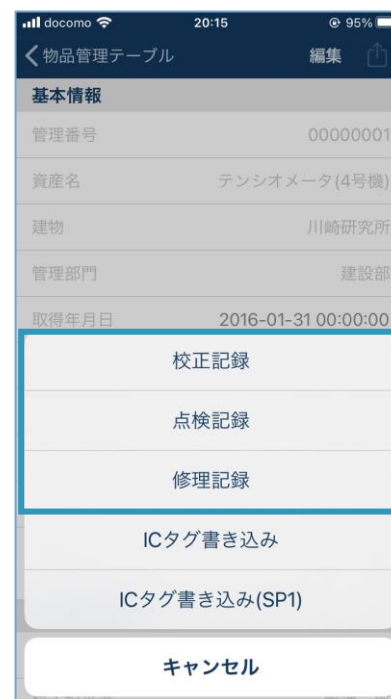 docomo 20:15 95%
物品管理テーブル 編集
基本情報
管理番号 00000001
資産名 テンシオメータ(4号機)
建物 川崎研究所
管理部門 建設部
取得年月日 2016-01-31 00:00:00
校正記録
点検記録
修理記録
ICタグ書き込み
ICタグ書き込み(SP1)
キャンセル